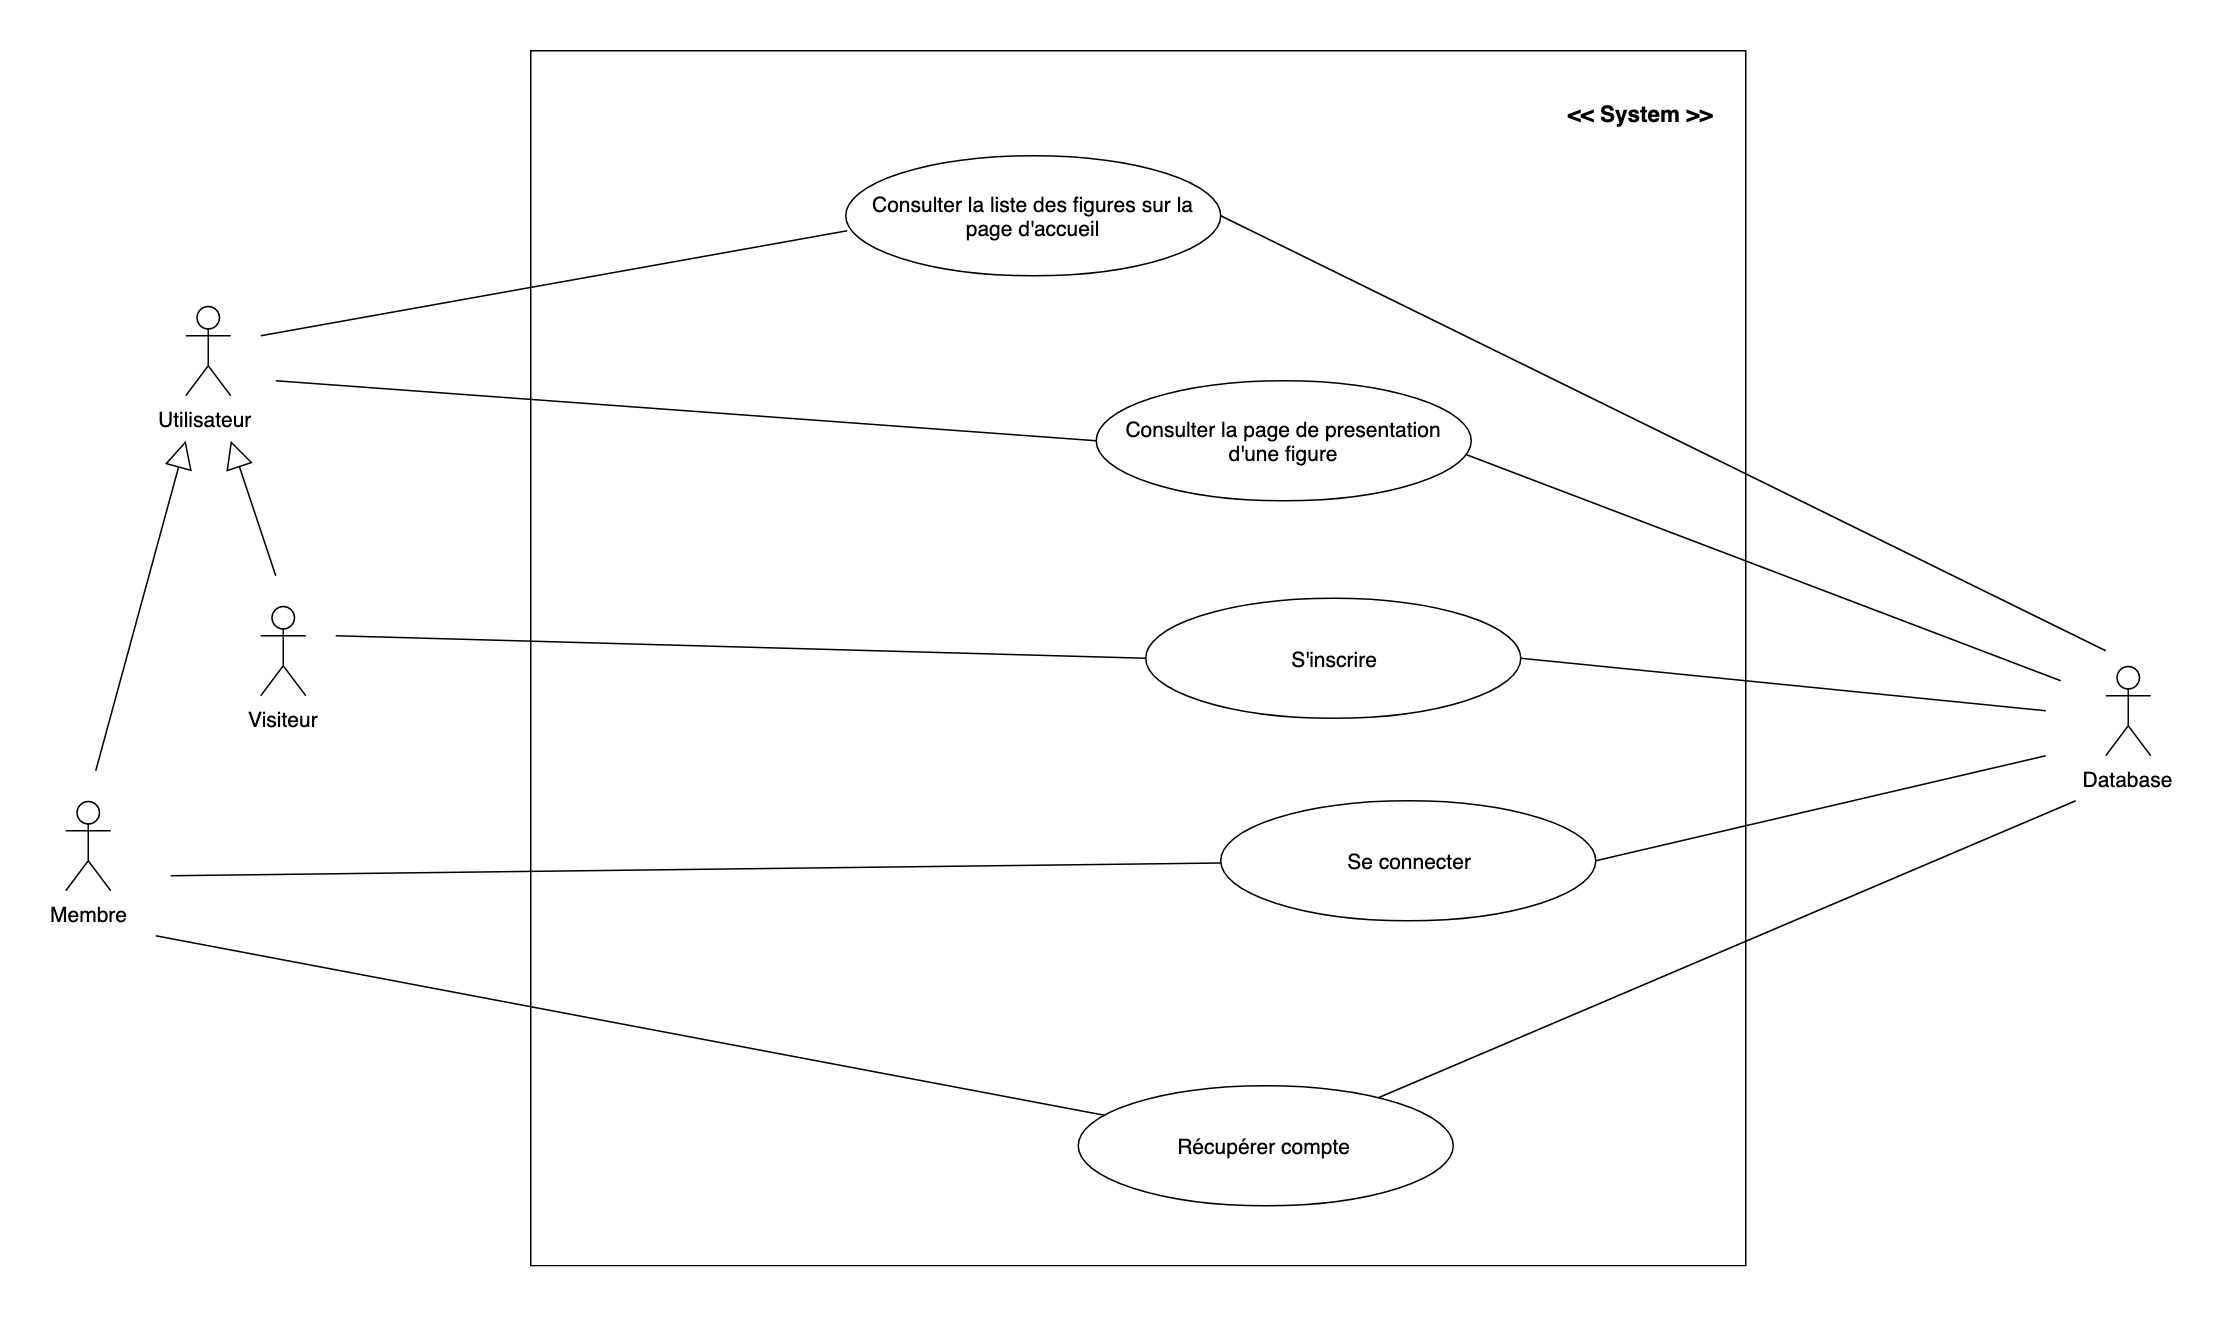 << System >>
Consulter la liste des figures sur la
page d'accueil
Utilisateur
Consulter la page de presentation
d'une figure
S'inscrire
Visiteur
Database
Se connecter
Membre
Récupérer compte